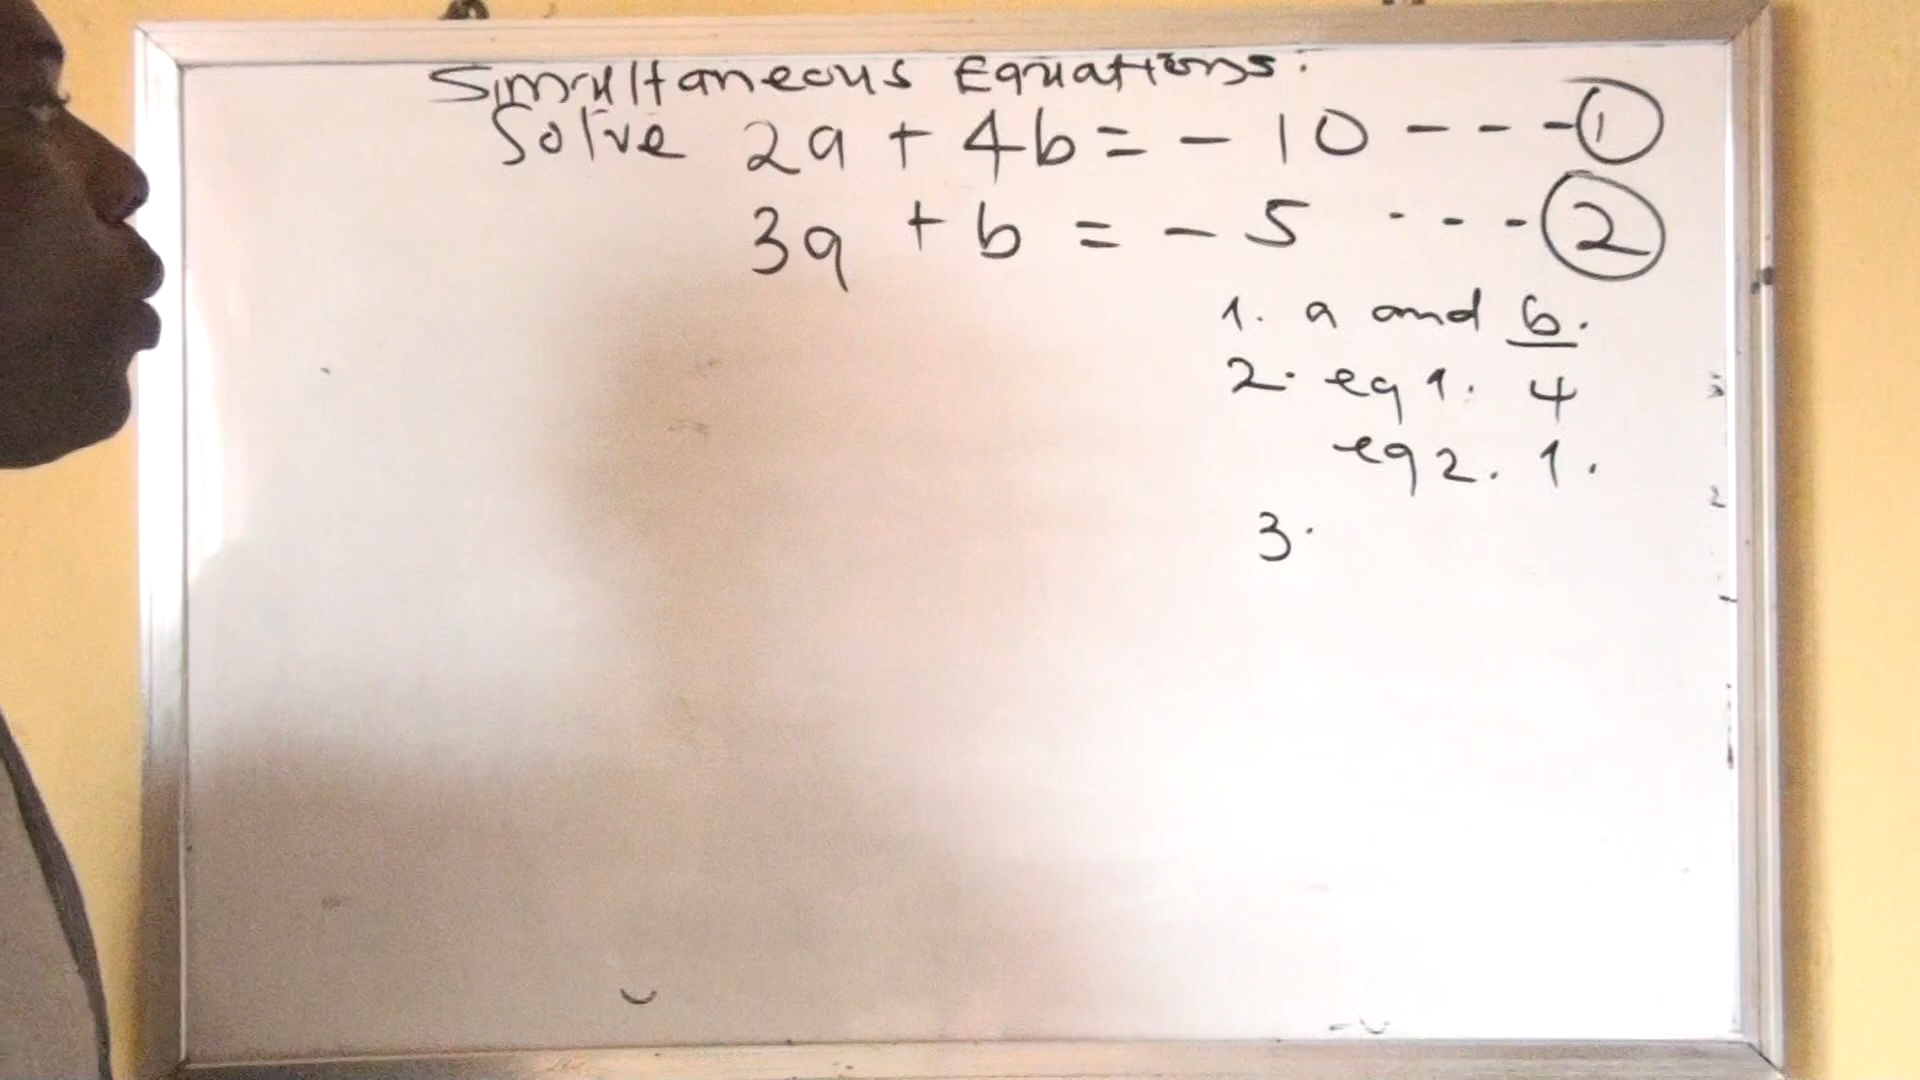 Simultaneous Equations:
Solve 2a + 4b = - 10 - - - ①
3a + b = - 5 - - - ②
1. a and b.
2. eq 1. 4
eq 2. 1.
3.